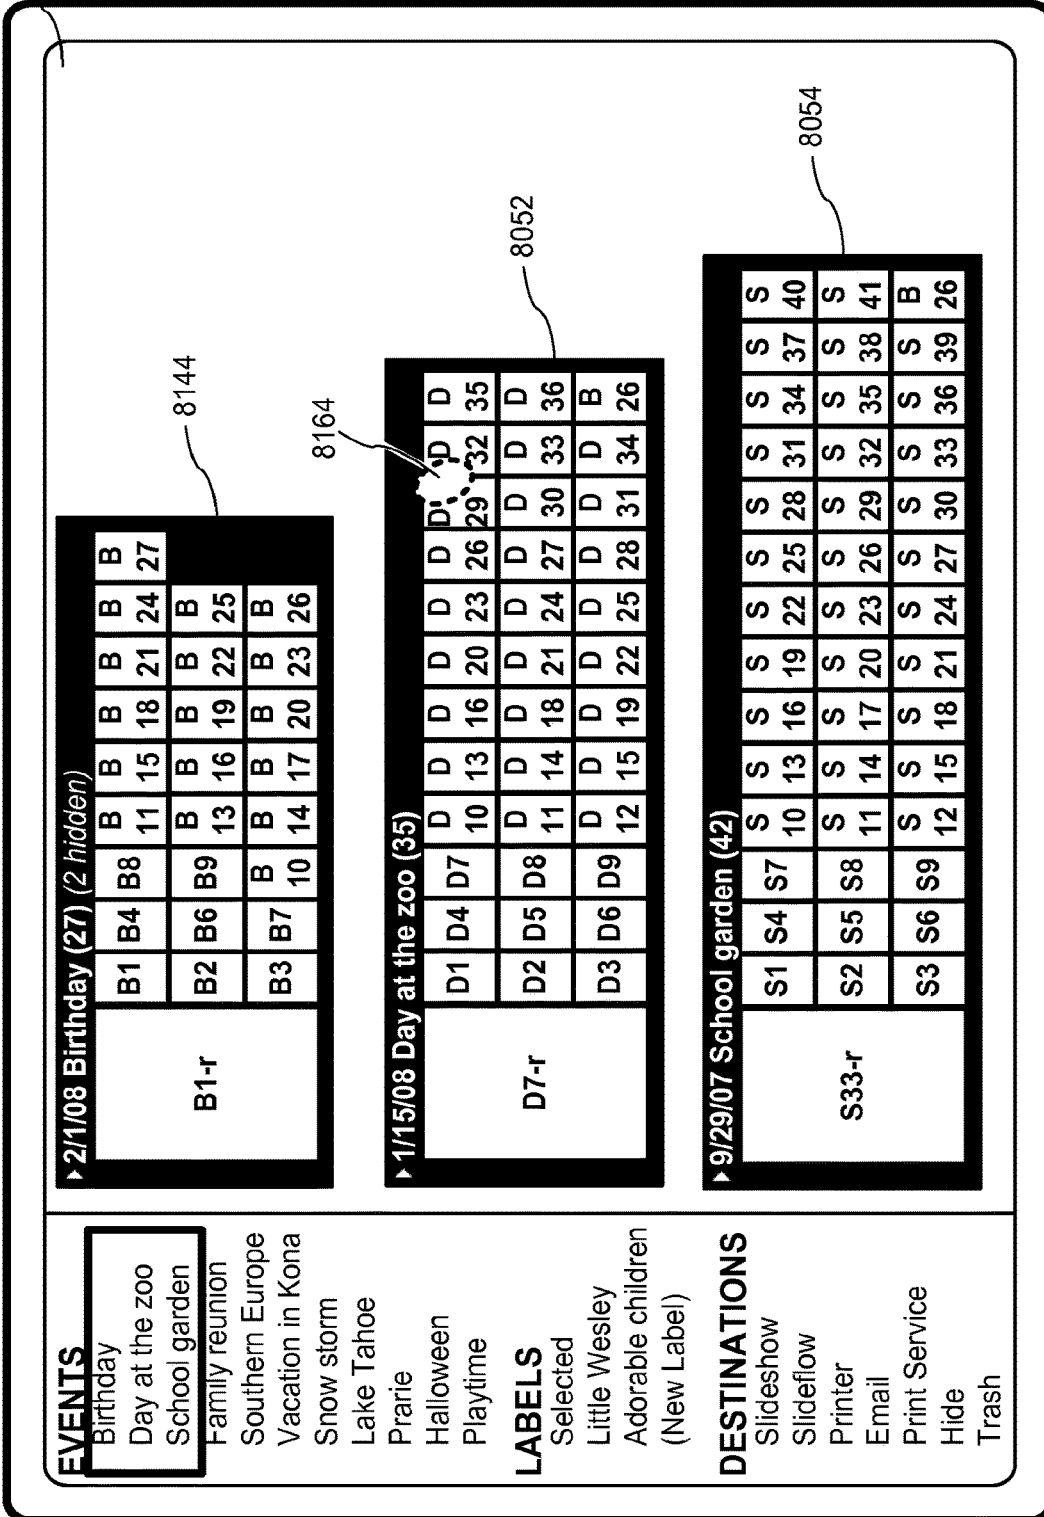 EVENTS
Birthday
Day at the zoo
School garden
Family reunion
Southern Europe
Vacation in Kona
Snow storm
Lake Tahoe
Prarie
Halloween
Playtime
LABELS
Selected
Little Wesley
Adorable children
(New Label)
DESTINATIONS
Slideshow
Slideflow
Printer
Email
Print Service
Hide
Trash
2/1/08 Birthday (27) (2 hidden)
B1-r
B1 B4 B8 B 11 B 15 B 18 B 21 B 24 B 27
B2 B6 B9 B 13 B 16 B 19 B 22 B 25
B3 B7 B 10 B 14 B 17 B 20 B 23 B 26
8144
1/15/08 Day at the zoo (35)
D7-r
D1 D4 D7 D 10 D 13 D 16 D 20 D 23 D 26 D 29 D 32 D 35
D2 D5 D8 D 11 D 14 D 18 D 21 D 24 D 27 D 30 D 33 D 36
D3 D6 D9 D 12 D 15 D 19 D 22 D 25 D 28 D 31 D 34 B 26
8164
8052
9/29/07 School garden (42)
S33-r
S1 S4 S7 S 10 S 13 S 16 S 19 S 22 S 25 S 28 S 31 S 34 S 37 S 40
S2 S5 S8 S 11 S 14 S 17 S 20 S 23 S 26 S 29 S 32 S 35 S 38 S 41
S3 S6 S9 S 12 S 15 S 18 S 21 S 24 S 27 S 30 S 33 S 36 S 39 B 26
8054